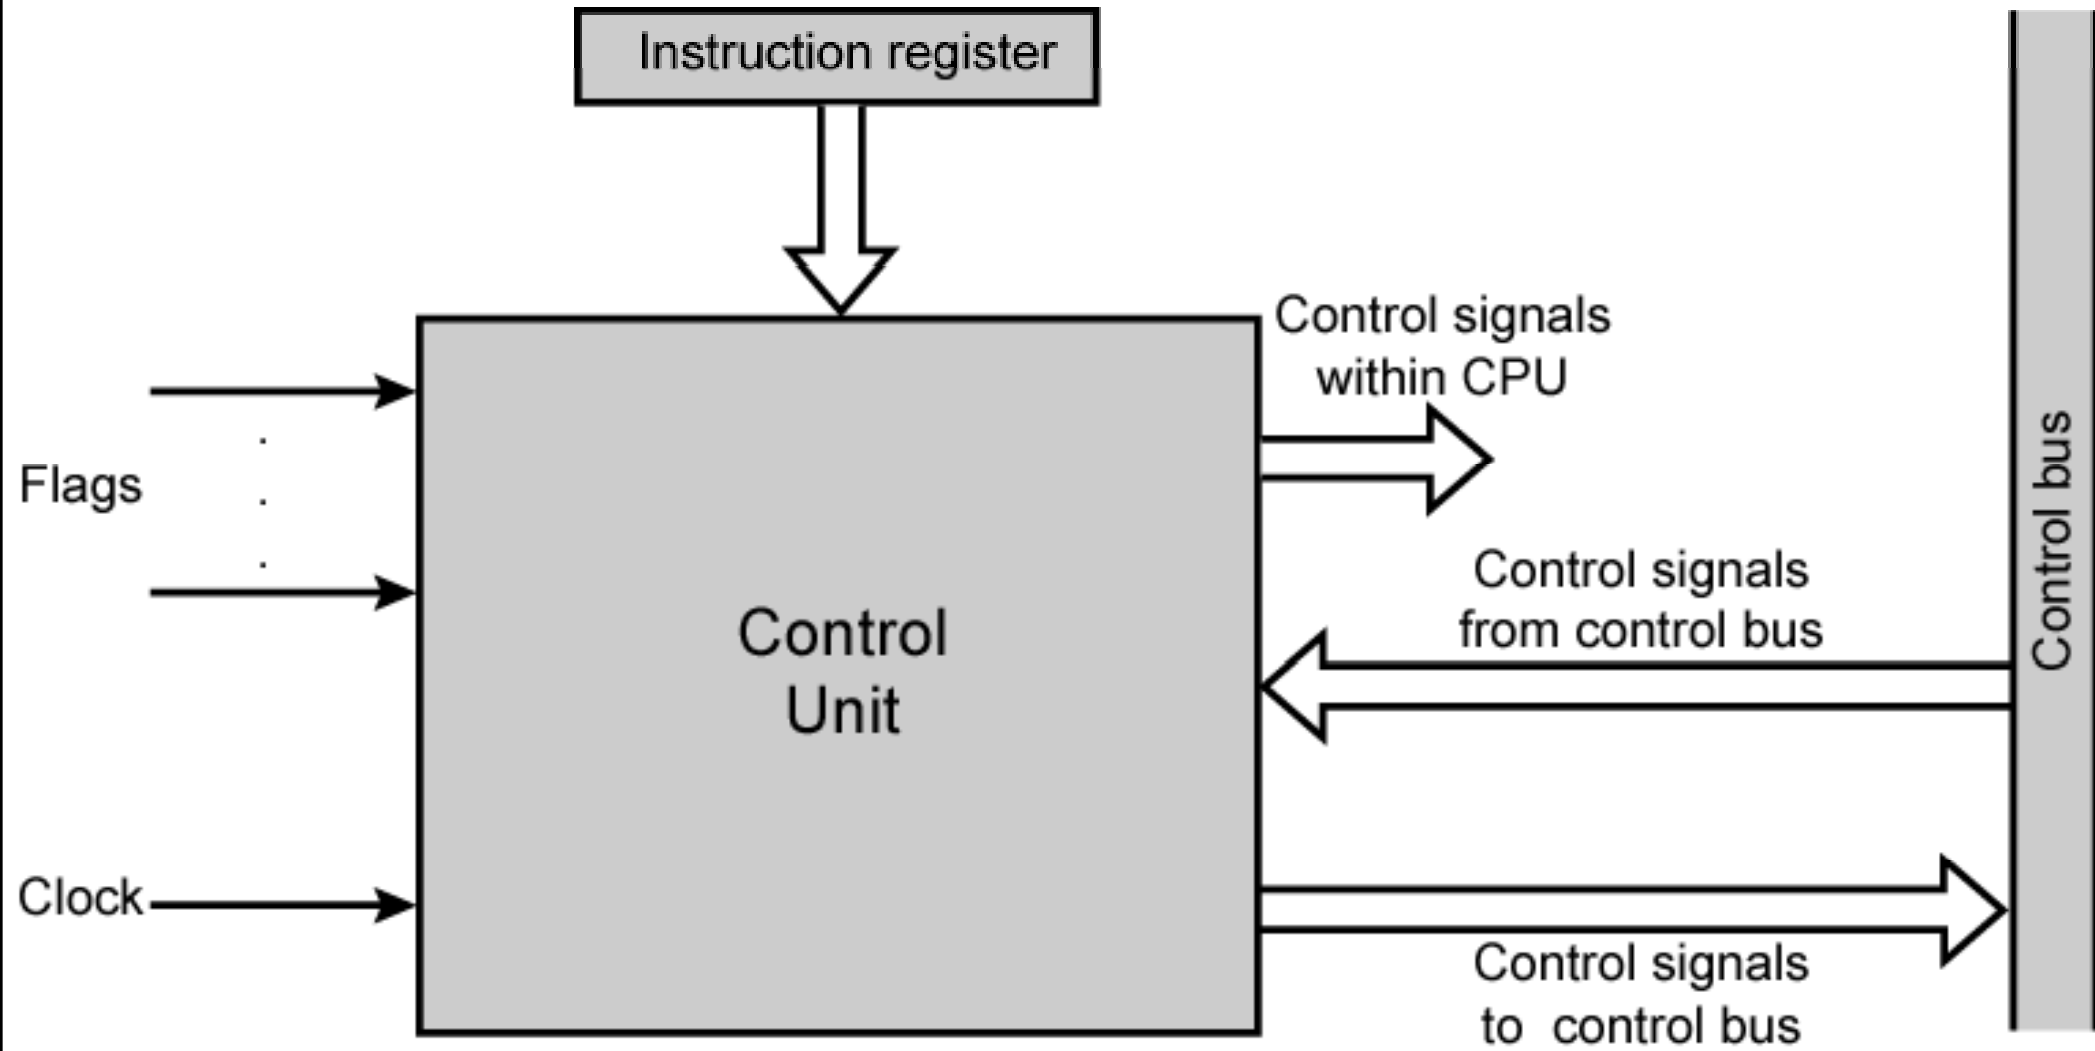 Instruction register
Control signals
within CPU
Flags
Control bus
Control signals
from control bus
Control
Unit
Clock
Control signals
to control bus